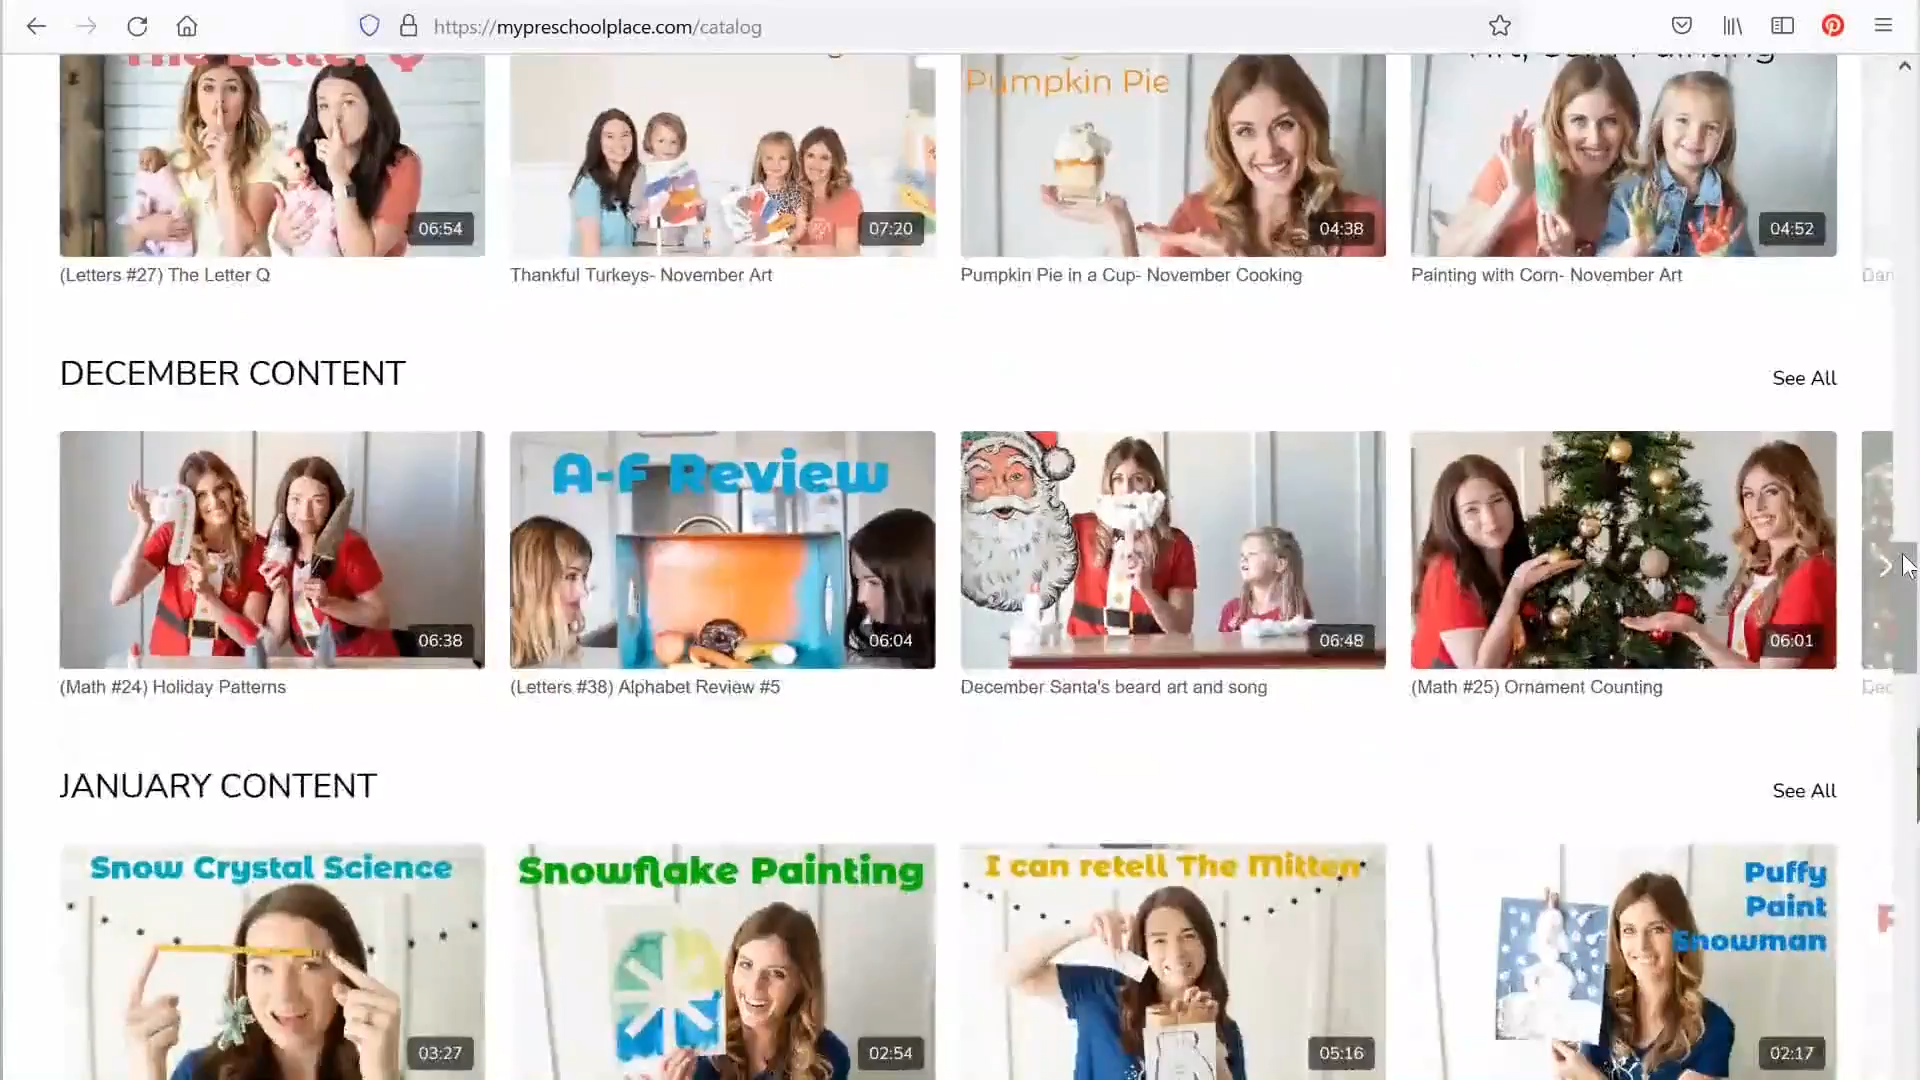 https://mypreschoolplace.com/catalog
The Letter Q
Pumpkin Pie
06:54
07:20
04:38
04:52
(Letters #27) The Letter Q
Thankful Turkeys- November Art
Pumpkin Pie in a Cup- November Cooking
Painting with Corn- November Art
DECEMBER CONTENT
See All
A-F Review
06:38
06:04
06:48
06:01
(Math #24) Holiday Patterns
(Letters #38) Alphabet Review #5
December Santa's beard art and song
(Math #25) Ornament Counting
Dec
JANUARY CONTENT
See All
Snow Crystal Science
Snowflake Painting
I can retell The Mitten
Puffy
Paint
Snowman
03:27
02:54
05:16
02:17